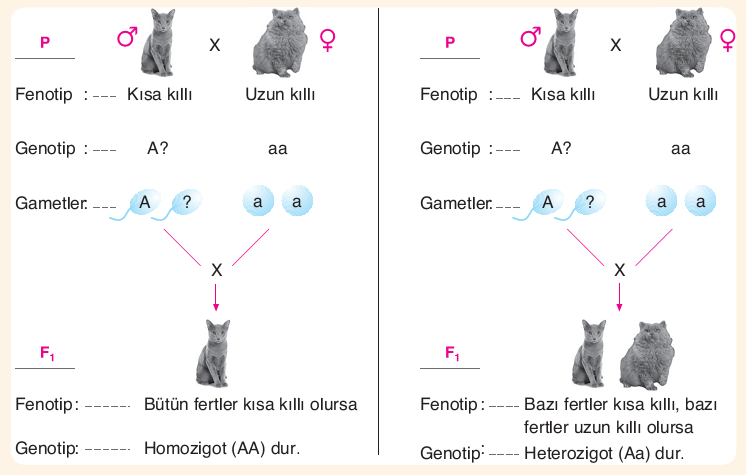 P ♂ X ♀
Fenotip : --- Kısa kıllı Uzun kıllı
Genotip : --- A? aa
Gametler: --- A ? a a
X
F1
Fenotip: ----- Bütün fertler kısa kıllı olursa
Genotip: ----- Homozigot (AA) dur.
P ♂ X ♀
Fenotip : --- Kısa kıllı Uzun kıllı
Genotip : --- A? aa
Gametler: --- A ? a a
X
F1
Fenotip : ---- Bazı fertler kısa kıllı, bazı
fertler uzun kıllı olursa
Genotip: ---- Heterozigot (Aa) dur.